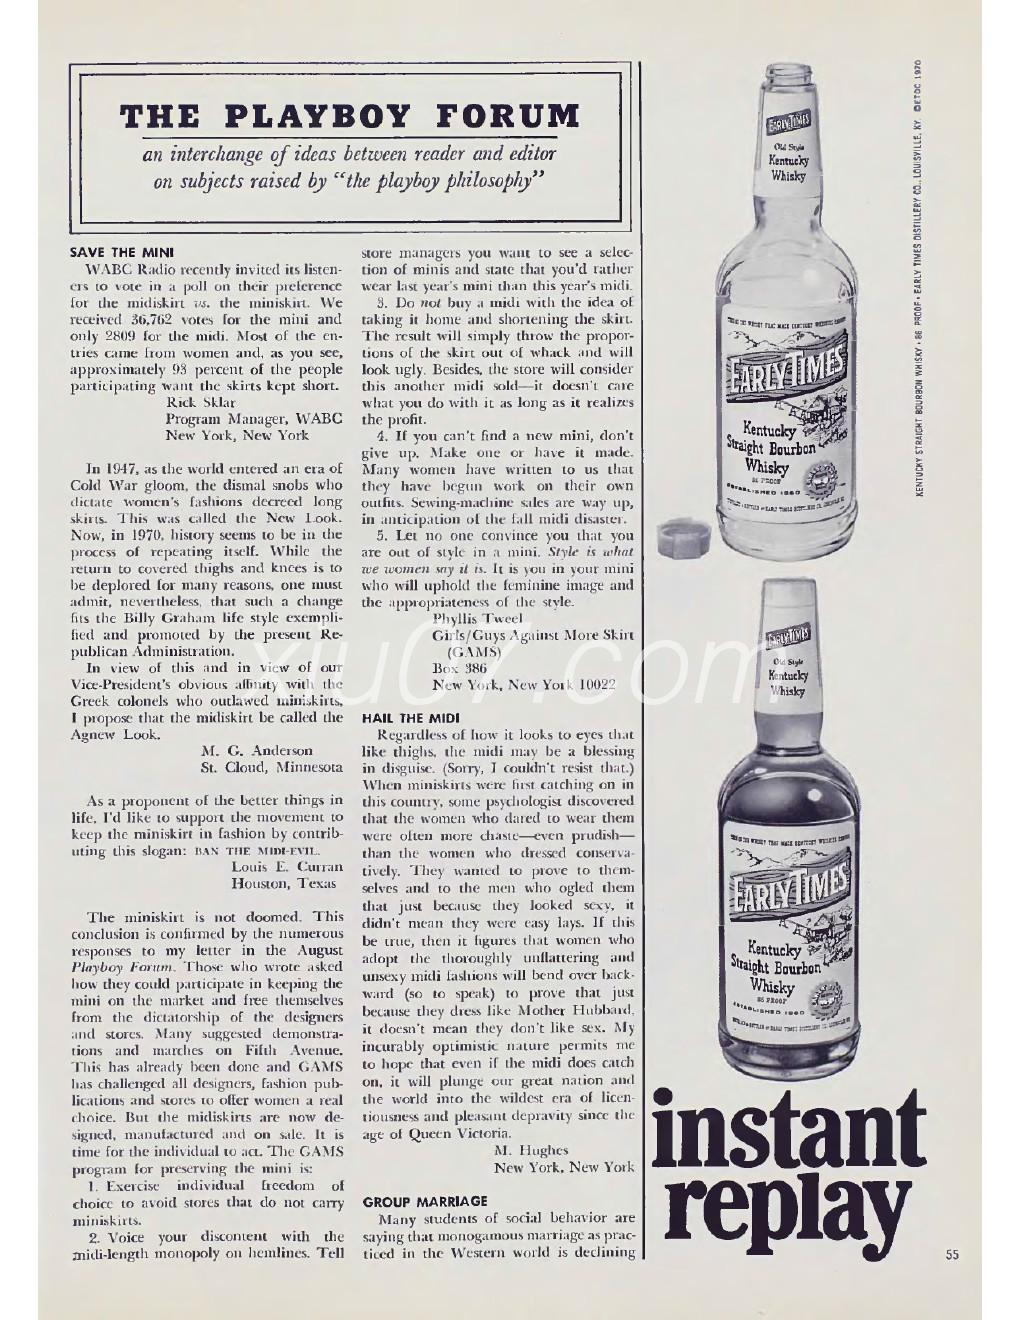 THE PLAYBOY FORUM
an interchange of ideas between reader and editor
on subjects raised by “the playboy philosophy”
SAVE THE MINI
WABC Radio recently invited its listen-
ers to vote in a poll on their preference
for the midiskirt vs. the miniskirt. We
received 36,762 votes for the mini and
only 2809 for the midi. Most of the en-
tries came from women and, as you see,
approximately 93 percent of the people
participating want the skirts kept short.
Rick Sklar
Program Manager, WABC
New York, New York
In 1947, as the world entered an era of
Cold War gloom, the dismal snobs who
dictate women's fashions decreed long
skirts. This was called the New Look.
Now, in 1970, history seems to be in the
process of repeating itself. While the
return to covered thighs and knees is to
be deplored for many reasons, one must
admit, nevertheless, that such a change
fits the Billy Graham life style exempli-
fied and promoted by the present Re-
publican Administration.
In view of this and in view of our
Vice-President's obvious affinity with the
Greek colonels who outlawed miniskirts,
I propose that the midiskirt be called the
Agnew Look.
M. G. Anderson
St. Cloud, Minnesota
As a proponent of the better things in
life, I'd like to support the movement to
keep the miniskirt in fashion by contrib-
uting this slogan: BAN THE MIDI-EVIL.
Louis E. Curran
Houston, Texas
The miniskirt is not doomed. This
conclusion is confirmed by the numerous
responses to my letter in the August
Playboy Forum. Those who wrote asked
how they could participate in keeping the
mini on the market and free themselves
from the dictatorship of the designers
and stores. Many suggested demonstra-
tions and marches on Fifth Avenue.
This has already been done and GAMS
has challenged all designers, fashion pub-
lications and stores to offer women a real
choice. But the midiskirts are now de-
signed, manufactured and on sale. It is
time for the individual to act. The GAMS
program for preserving the mini is:
1. Exercise individual freedom of
choice to avoid stores that do not carry
miniskirts.
2. Voice your discontent with the
midi-length monopoly on hemlines. Tell
store managers you want to see a selec-
tion of minis and state that you'd rather
wear last year's mini than this year's midi.
3. Do not buy a midi with the idea of
taking it home and shortening the skirt.
The result will simply throw the propor-
tions of the skirt out of whack and will
look ugly. Besides, the store will consider
this another midi sold—it doesn't care
what you do with it as long as it realizes
the profit.
4. If you can't find a new mini, don't
give up. Make one or have it made.
Many women have written to us that
they have begun work on their own
outfits. Sewing-machine sales are way up,
in anticipation of the fall midi disaster.
5. Let no one convince you that you
are out of style in a mini. Style is what
we women say it is. It is you in your mini
who will uphold the feminine image and
the appropriateness of the style.
Phyllis Tweel
Girls/Guys Against More Skirt
(GAMS)
Box 386
New York, New York 10022
HAIL THE MIDI
Regardless of how it looks to eyes that
like thighs, the midi may be a blessing
in disguise. (Sorry, I couldn't resist that.)
When miniskirts were first catching on in
this country, some psychologist discovered
that the women who dared to wear them
were often more chaste—even prudish—
than the women who dressed conserva-
tively. They wanted to prove to them-
selves and to the men who ogled them
that just because they looked sexy, it
didn't mean they were easy lays. If this
be true, then it figures that women who
adopt the thoroughly unflattering and
unsexy midi fashions will bend over back-
ward (so to speak) to prove that just
because they dress like Mother Hubbard,
it doesn't mean they don't like sex. My
incurably optimistic nature permits me
to hope that even if the midi does catch
on, it will plunge our great nation and
the world into the wildest era of licen-
tiousness and pleasant depravity since the
age of Queen Victoria.
M. Hughes
New York, New York
GROUP MARRIAGE
Many students of social behavior are
saying that monogamous marriage as prac-
ticed in the Western world is declining
EARLY TIMES
Old Style
Kentucky
Whisky
EARLY TIMES
Kentucky
Straight Bourbon
Whisky
86 PROOF
ESTABLISHED 1860
EARLY TIMES
Old Style
Kentucky
Whisky
EARLY TIMES
Kentucky
Straight Bourbon
Whisky
86 PROOF
ESTABLISHED 1860
KENTUCKY STRAIGHT BOURBON WHISKY • 86 PROOF • EARLY TIMES DISTILLERY CO., LOUISVILLE, KY. ©ETDC 1970
instant
replay
55
xiu07.com